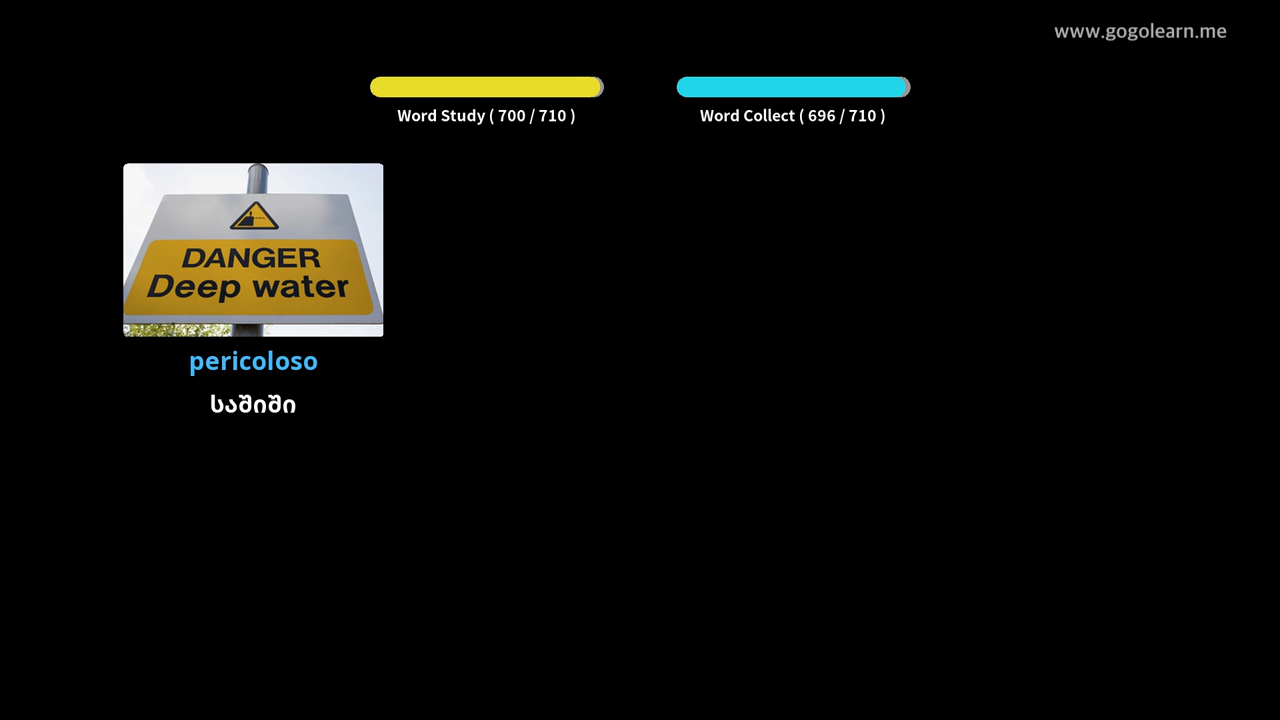 www.gogolearn.me
Word Study ( 700 / 710 )
Word Collect ( 696 / 710 )
DANGER
Deep water
pericoloso
საშიში